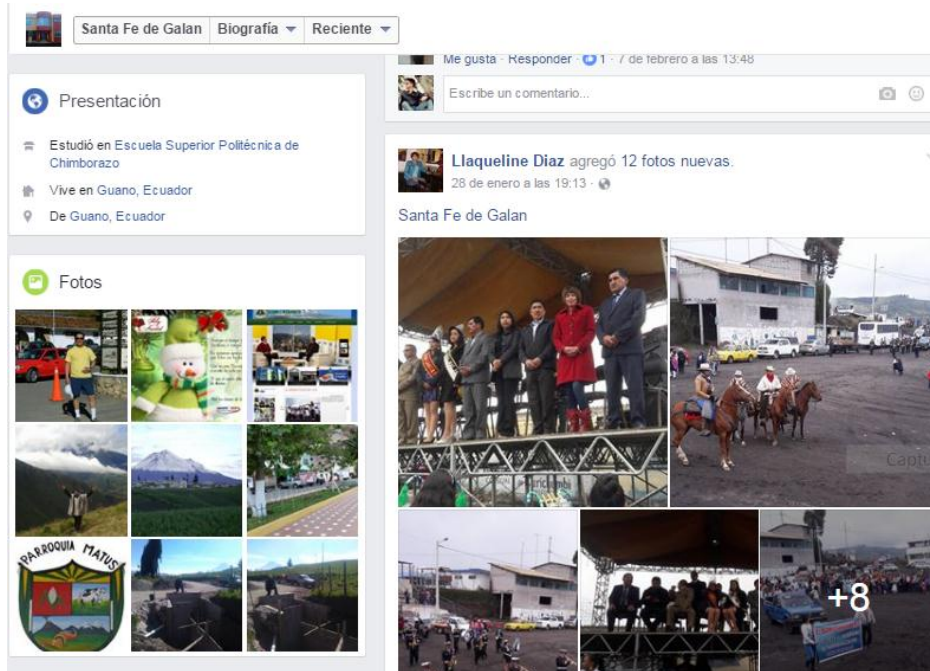 Santa Fe de Galan Biografía Reciente
Presentación
Estudió en Escuela Superior Politécnica de
Chimborazo
Vive en Guano, Ecuador
De Guano, Ecuador
Fotos
PARROQUIA MATUS
Me gusta · Responder · 1 · 7 de febrero a las 13:48
Escribe un comentario...
Llaqueline Diaz agregó 12 fotos nuevas.
28 de enero a las 19:13 ·
Santa Fe de Galan
Captu
+8